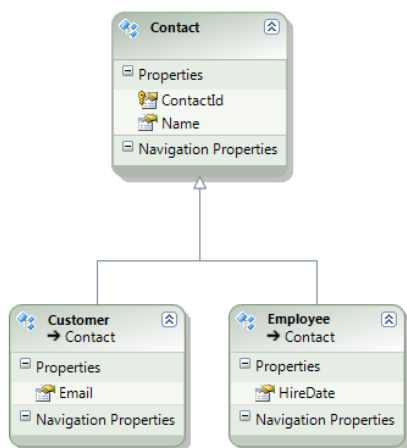 Contact
Properties
ContactId
Name
Navigation Properties
Customer
Contact
Properties
Email
Navigation Properties
Employee
Contact
Properties
HireDate
Navigation Properties